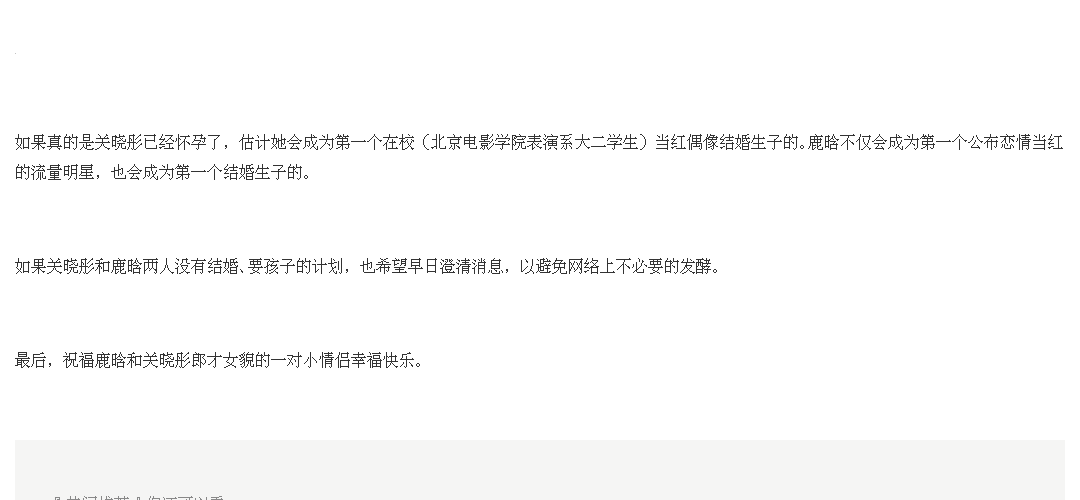 如果真的是关晓彤已经怀孕了，估计她会成为第一个在校（北京电影学院表演系大二学生）当红偶像结婚生子的。鹿晗不仅会成为第一个公布恋情当红
的流量明星，也会成为第一个结婚生子的。
如果关晓彤和鹿晗两人没有结婚、要孩子的计划，也希望早日澄清消息，以避免网络上不必要的发酵。
最后，祝福鹿晗和关晓彤郎才女貌的一对小情侣幸福快乐。